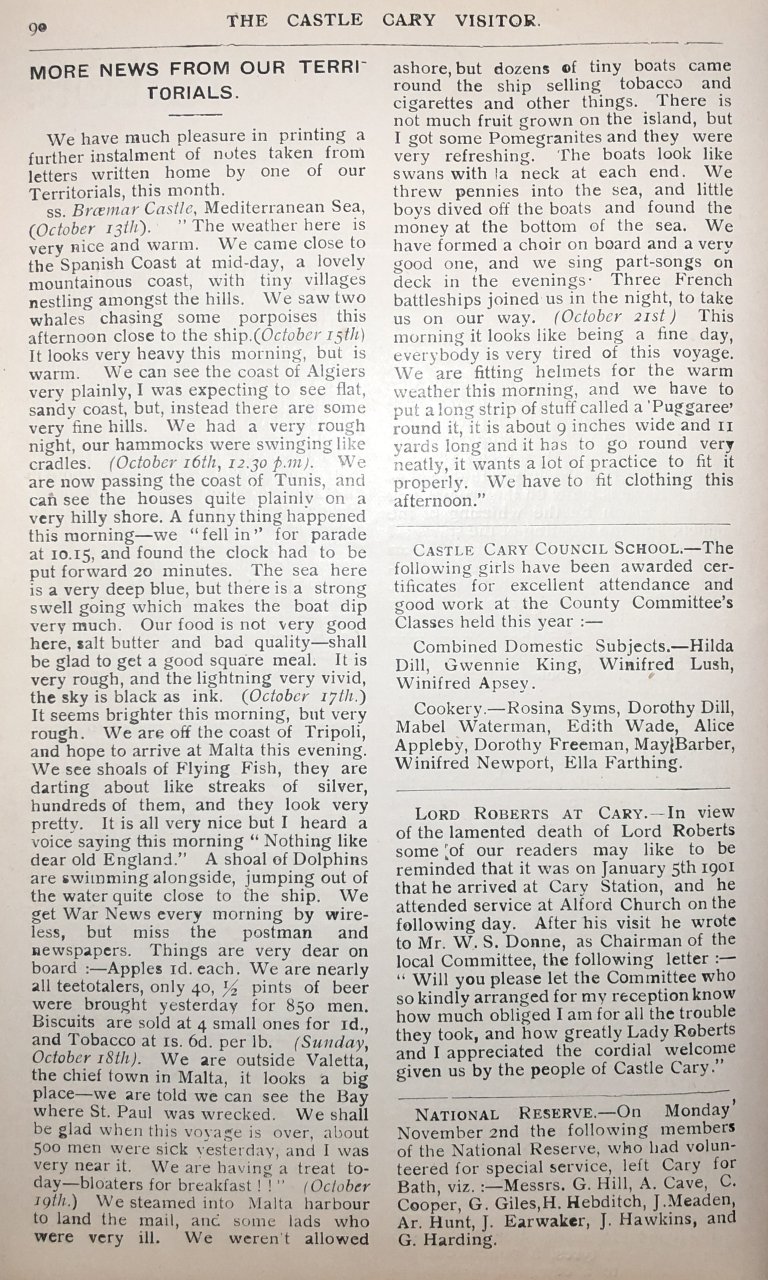 90
THE CASTLE CARY VISITOR.
MORE NEWS FROM OUR TERRI-
TORIALS.
We have much pleasure in printing a
further instalment of notes taken from
letters written home by one of our
Territorials, this month.
ss. Bræmar Castle, Mediterranean Sea,
(October 13th). " The weather here is
very nice and warm. We came close to
the Spanish Coast at mid-day, a lovely
mountainous coast, with tiny villages
nestling amongst the hills. We saw two
whales chasing some porpoises this
afternoon close to the ship.(October 15th)
It looks very heavy this morning, but is
warm. We can see the coast of Algiers
very plainly, I was expecting to see flat,
sandy coast, but, instead there are some
very fine hills. We had a very rough
night, our hammocks were swinging like
cradles. (October 16th, 12.30 p.m). We
are now passing the coast of Tunis, and
can see the houses quite plainly on a
very hilly shore. A funny thing happened
this morning—we "fell in" for parade
at 10.15, and found the clock had to be
put forward 20 minutes. The sea here
is a very deep blue, but there is a strong
swell going which makes the boat dip
very much. Our food is not very good
here, salt butter and bad quality—shall
be glad to get a good square meal. It is
very rough, and the lightning very vivid,
the sky is black as ink. (October 17th.)
It seems brighter this morning, but very
rough. We are off the coast of Tripoli,
and hope to arrive at Malta this evening.
We see shoals of Flying Fish, they are
darting about like streaks of silver,
hundreds of them, and they look very
pretty. It is all very nice but I heard a
voice saying this morning " Nothing like
dear old England." A shoal of Dolphins
are swimming alongside, jumping out of
the water quite close to the ship. We
get War News every morning by wire-
less, but miss the postman and
newspapers. Things are very dear on
board :—Apples 1d. each. We are nearly
all teetotalers, only 40, ½ pints of beer
were brought yesterday for 850 men.
Biscuits are sold at 4 small ones for 1d.,
and Tobacco at 1s. 6d. per lb. (Sunday,
October 18th). We are outside Valetta,
the chief town in Malta, it looks a big
place—we are told we can see the Bay
where St. Paul was wrecked. We shall
be glad when this voyage is over, about
500 men were sick yesterday, and I was
very near it. We are having a treat to-
day—bloaters for breakfast ! ! " (October
19th.) We steamed into Malta harbour
to land the mail, and some lads who
were very ill. We weren't allowed
ashore, but dozens of tiny boats came
round the ship selling tobacco and
cigarettes and other things. There is
not much fruit grown on the island, but
I got some Pomegranites and they were
very refreshing. The boats look like
swans with a neck at each end. We
threw pennies into the sea, and little
boys dived off the boats and found the
money at the bottom of the sea. We
have formed a choir on board and a very
good one, and we sing part-songs on
deck in the evenings· Three French
battleships joined us in the night, to take
us on our way. (October 21st) This
morning it looks like being a fine day,
everybody is very tired of this voyage.
We are fitting helmets for the warm
weather this morning, and we have to
put a long strip of stuff called a 'Puggaree'
round it, it is about 9 inches wide and 11
yards long and it has to go round very
neatly, it wants a lot of practice to fit it
properly. We have to fit clothing this
afternoon."
CASTLE CARY COUNCIL SCHOOL.—The
following girls have been awarded cer-
tificates for excellent attendance and
good work at the County Committee's
Classes held this year :—
Combined Domestic Subjects.—Hilda
Dill, Gwennie King, Winifred Lush,
Winifred Apsey.
Cookery.—Rosina Syms, Dorothy Dill,
Mabel Waterman, Edith Wade, Alice
Appleby, Dorothy Freeman, May Barber,
Winifred Newport, Ella Farthing.
LORD ROBERTS AT CARY.—In view
of the lamented death of Lord Roberts
some of our readers may like to be
reminded that it was on January 5th 1901
that he arrived at Cary Station, and he
attended service at Alford Church on the
following day. After his visit he wrote
to Mr. W. S. Donne, as Chairman of the
local Committee, the following letter :—
" Will you please let the Committee who
so kindly arranged for my reception know
how much obliged I am for all the trouble
they took, and how greatly Lady Roberts
and I appreciated the cordial welcome
given us by the people of Castle Cary."
NATIONAL RESERVE.—On Monday'
November 2nd the following members
of the National Reserve, who had volun-
teered for special service, left Cary for
Bath, viz. :—Messrs. G. Hill, A. Cave, C.
Cooper, G. Giles, H. Hebditch, J. Meaden,
Ar. Hunt, J. Earwaker, J. Hawkins, and
G. Harding.